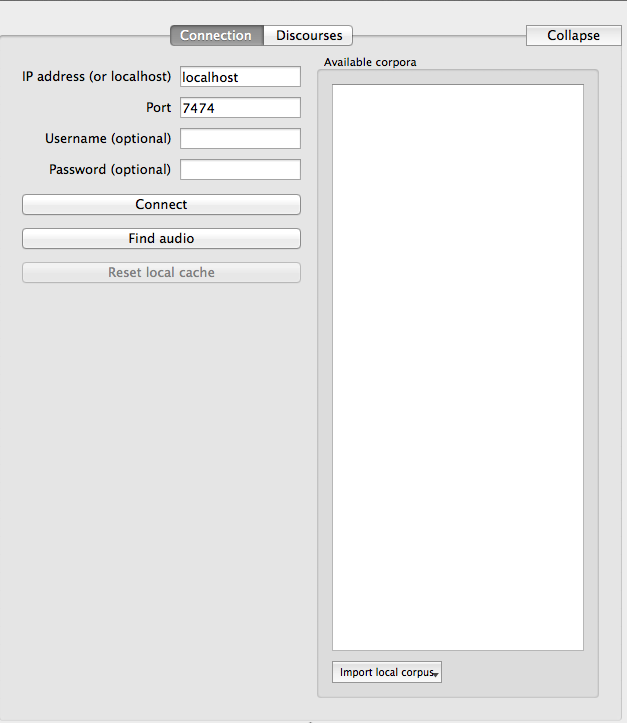 Connection Discourses Collapse
IP address (or localhost) localhost
Port 7474
Username (optional)
Password (optional)
Connect
Find audio
Reset local cache
Available corpora
Import local corpus